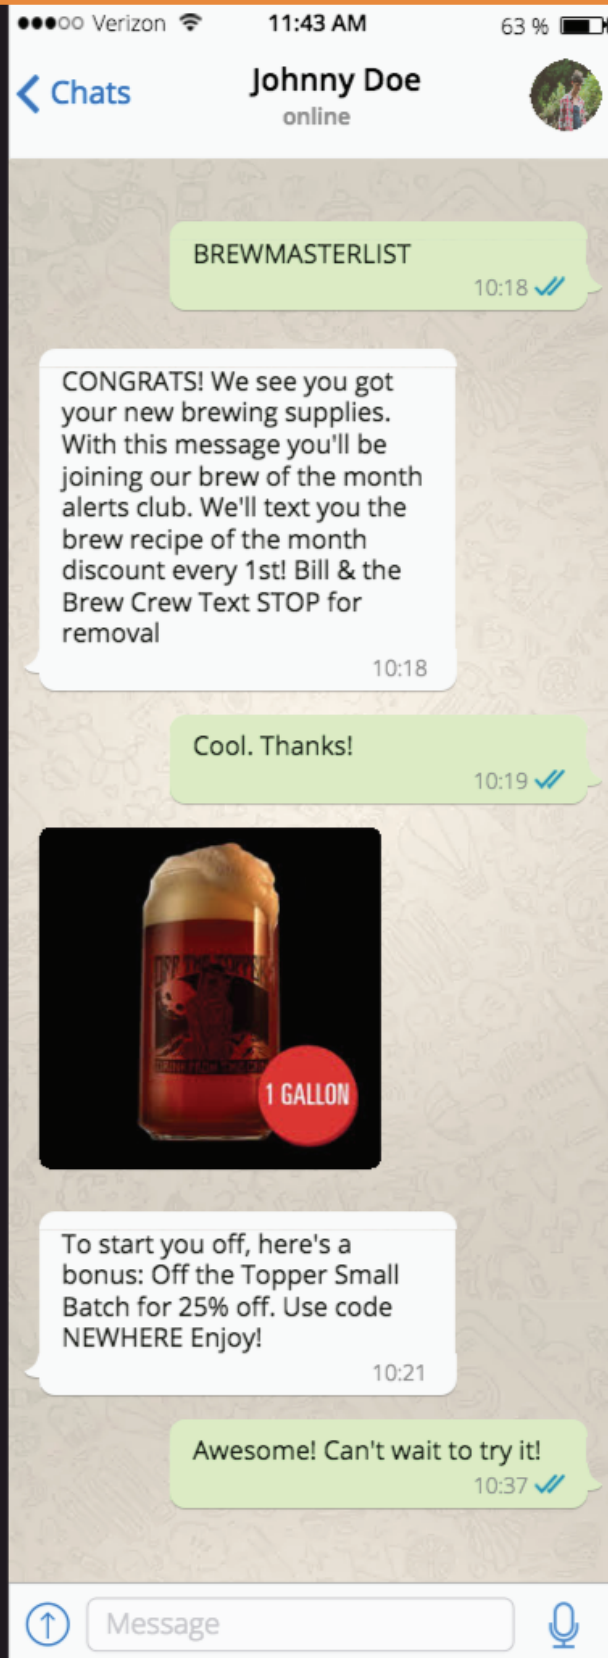 Verizon 11:43 AM 63 %
Chats Johnny Doe
online
BREWMASTERLIST
10:18
CONGRATS! We see you got
your new brewing supplies.
With this message you'll be
joining our brew of the month
alerts club. We'll text you the
brew recipe of the month
discount every 1st! Bill & the
Brew Crew Text STOP for
removal
10:18
Cool. Thanks!
10:19
OFF THE TOPPER
1 GALLON
To start you off, here's a
bonus: Off the Topper Small
Batch for 25% off. Use code
NEWHERE Enjoy!
10:21
Awesome! Can't wait to try it!
10:37
Message